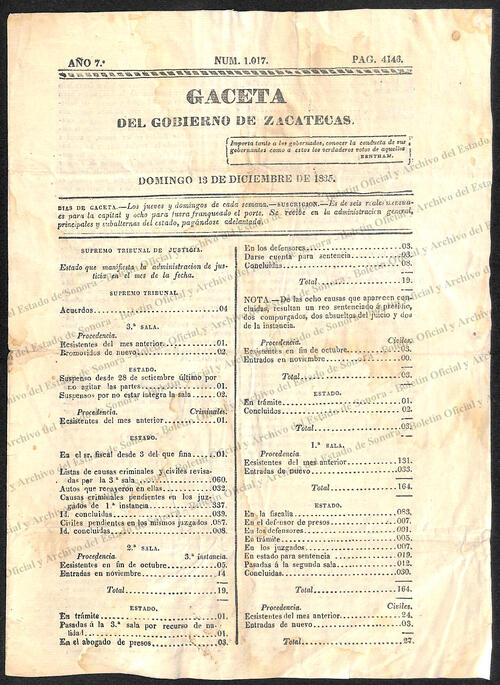 AÑO 7.º NUM. 1.017. PAG. 4146.
GACETA
DEL GOBIERNO DE ZACATECAS.
Importa tanto a los gobernados, conocer la conducta de sus
gobernantes como a estos los verdaderos votos de aquellos
BENTHAM.
DOMINGO 13 DE DICIEMBRE DE 1835.
DIAS DE GACETA.—Los jueves y domingos de cada semana.—SUSCRICION.—Es de seis reales mensuales
para la capital y ocho para fuera franqueado el porte. Se recibe en la administracion general,
principales y subalternas del estado, pagándose adelantada.
SUPREMO TRIBUNAL DE JUSTICIA.
Estado que manifiesta la administracion de justicia,
en el mes de la fecha.
SUPREMO TRIBUNAL.
Acuerdos 04
3.ª SALA.
Procedencia.
Ecsistentes del mes anterior 01.
Bromovidos de nuevo 02.
ESTADO.
Suspenso desde 28 de setiembre último por
no agitar las partes 01.
Suspensos por no estar integra la sala 02.
Procedencia Criminales.
Ecsistentes del mes anterior 01.
ESTADO.
En el sr. fiscal desde 3 del que fina 01.
Listas de causas criminales y civiles revisadas
por la 3.ª sala 060.
Autos que recayeron en ellas 032.
Causas criminales pendientes en los juzgados
de 1.ª instancia 337
Id. concluidas 039.
Civiles pendientes en los mismos juzgados .087.
Id. concluidas 008.
2.ª SALA.
Procedencia. 3.ª instancia.
Ecsistentes en fin de octubre 05.
Entradas en noviembre 14
Total 19.
ESTADO.
En trámite 01.
Pasadas á la 3.ª sala por recurso de nulidad
01.
En el abogado de presos 03.
En los defensores 03.
Darse cuenta para sentencia 03.
Concluidas 08.
Total 19.
NOTA.—De las ocho causas que aparecen concluidas,
resultan un reo sentenciado á presidio,
dos compurgados, dos absueltos del juicio y dos
de la instancia.
Procedencia. Civiles.
Ecsistentes en fin de octubre 03.
Entrados en noviembre 00.
Total 03.
ESTADO.
En trámite 01.
Concluidos 02.
Total 03.
1.ª SALA.
Procedencia
Ecsistentes del mes anterior 131.
Entradas de nuevo 033.
Total 164.
ESTADO.
En la fiscalia 083,
En el defensor de presos 007
En los defensores 001.
En trámite 005.
En los juzgados 007.
En estado para sentencia 019.
Pasadas á la segunda sala 012.
Concluidas 030.
Total 164.
Procedencia. Civiles.
Ecsistentes del mes anterior 24.
Entradas de nuevo 03.
Total 27.
Boletin Oficial y Archivo del Estado de Sonora